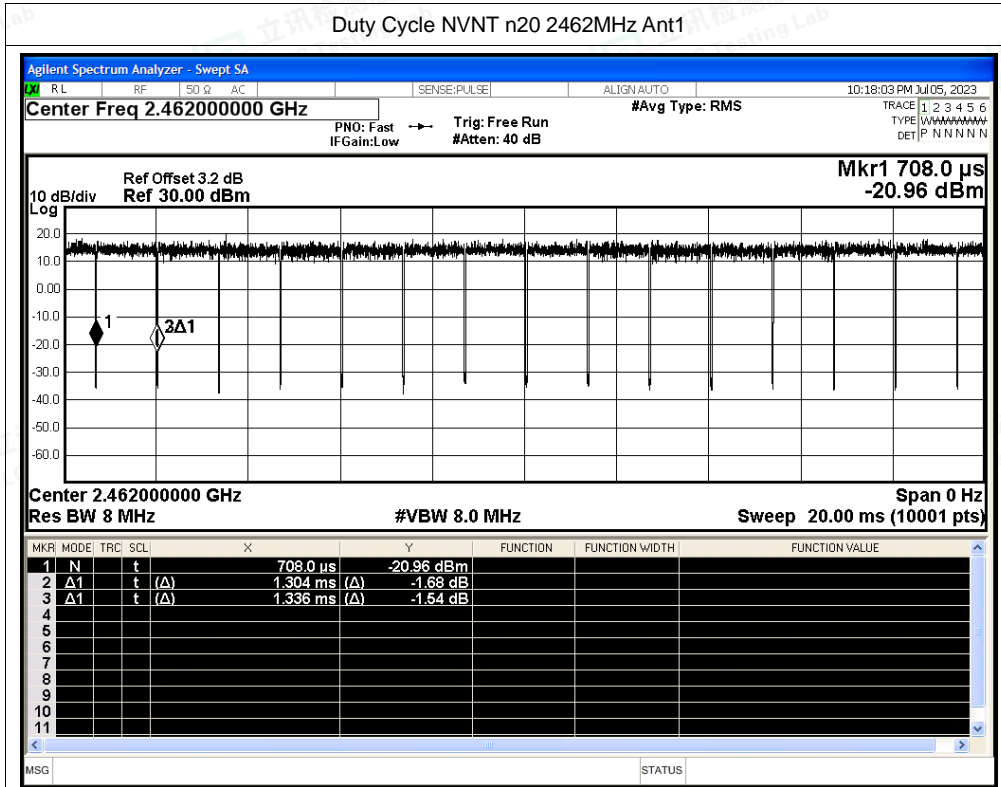 Duty Cycle NVNT n20 2462MHz Ant1
Agilent Spectrum Analyzer - Swept SA
LXI RL RF 50 Ω AC SENSE:PULSE ALIGN AUTO 10:18:03 PM Jul 05, 2023
Center Freq 2.462000000 GHz #Avg Type: RMS TRACE 1 2 3 4 5 6
PNO: Fast Trig: Free Run TYPE WWWWWW
IFGain:Low #Atten: 40 dB DET P N N N N N
Mkr1 708.0 µs
Ref Offset 3.2 dB
10 dB/div Ref 30.00 dBm -20.96 dBm
Log
20.0
10.0
0.00
-10.0
1 3Δ1
-20.0
-30.0
-40.0
-50.0
-60.0
Center 2.462000000 GHz Span 0 Hz
Res BW 8 MHz #VBW 8.0 MHz Sweep 20.00 ms (10001 pts)
MKR MODE TRC SCL X Y FUNCTION FUNCTION WIDTH FUNCTION VALUE
1 N t 708.0 µs -20.96 dBm
2 Δ1 t (Δ) 1.304 ms (Δ) -1.68 dB
3 Δ1 t (Δ) 1.336 ms (Δ) -1.54 dB
4
5
6
7
8
9
10
11
MSG STATUS